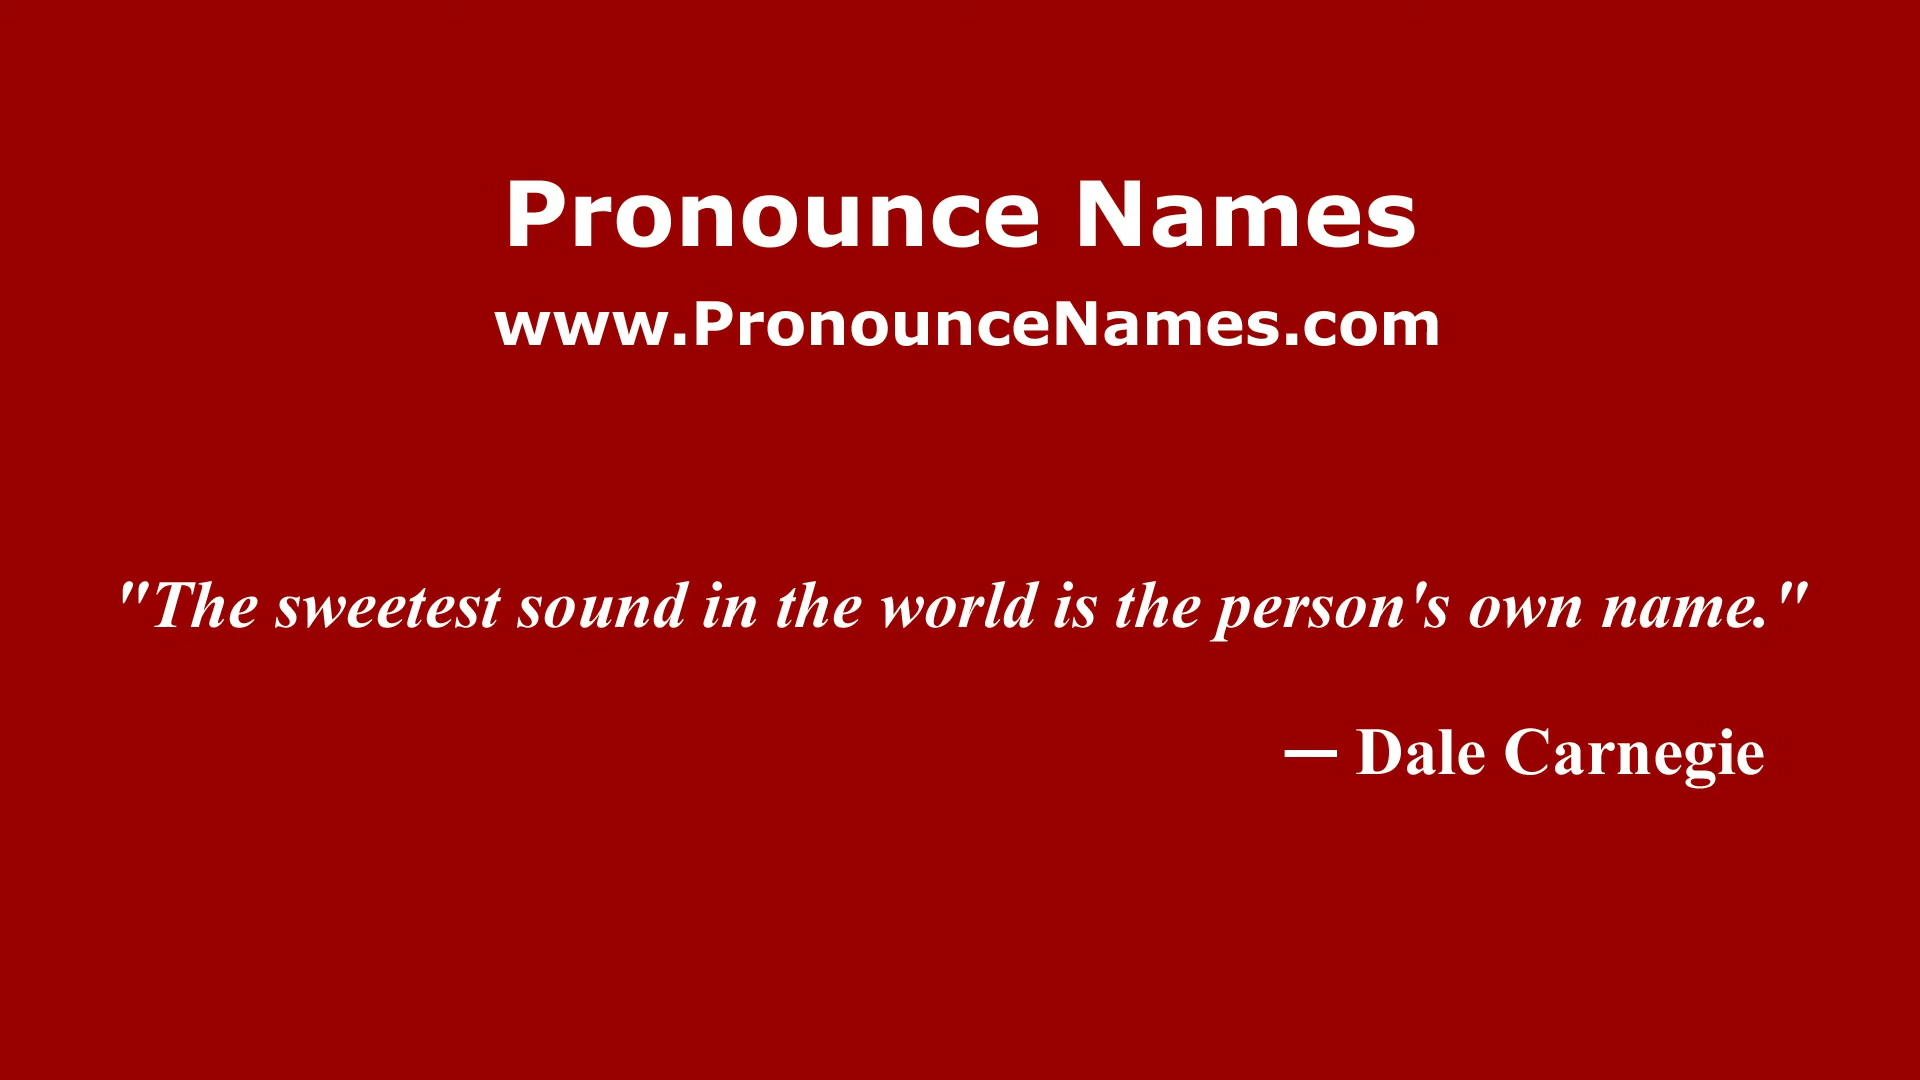 Pronounce Names
www.PronounceNames.com
"The sweetest sound in the world is the person's own name."
— Dale Carnegie